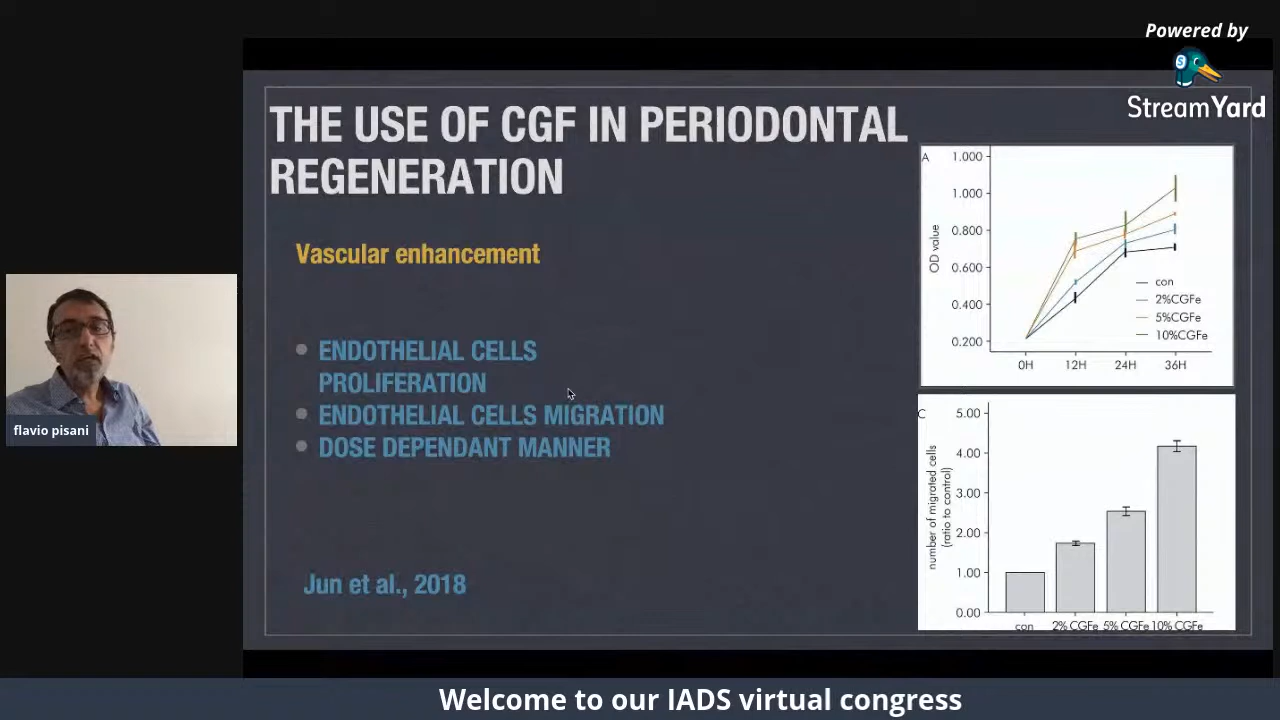 Powered by
StreamYard
THE USE OF CGF IN PERIODONTAL
REGENERATION
Vascular enhancement
ENDOTHELIAL CELLS
PROLIFERATION
ENDOTHELIAL CELLS MIGRATION
DOSE DEPENDANT MANNER
Jun et al., 2018
A
1.000
1.000
0.800
0.600
0.400
0.200
OD value
con
2%CGFe
5%CGFe
10%CGFe
0H 12H 24H 36H
C
5.00
4.00
3.00
2.00
1.00
0.00
number of migrated cells
(ratio to control)
con 2% CGFe 5% CGFe 10% CGFe
flavio pisani
Welcome to our IADS virtual congress